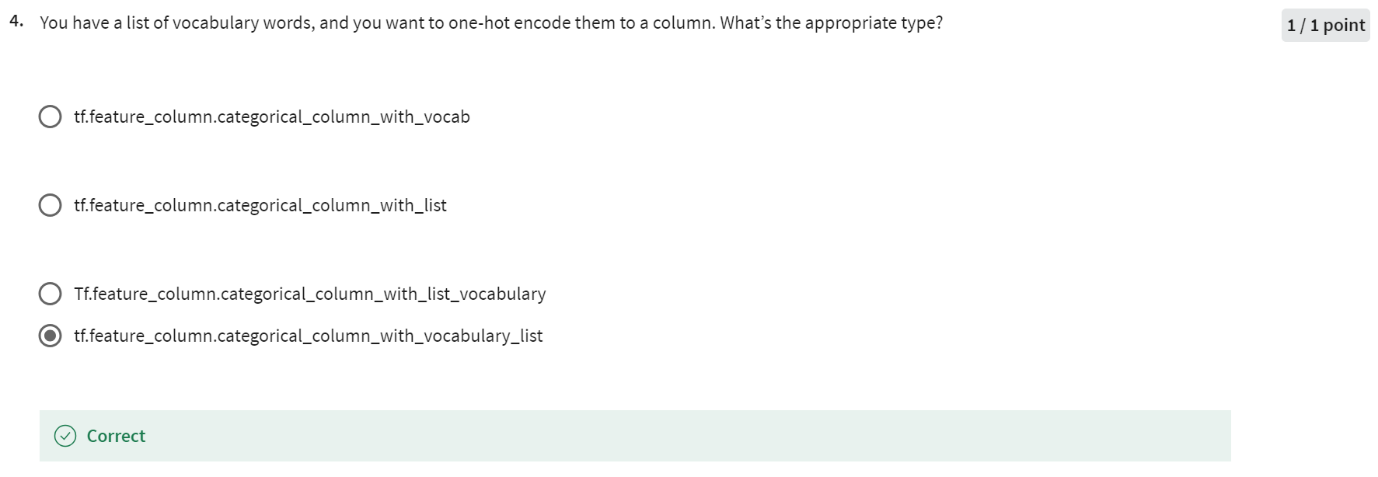 4. You have a list of vocabulary words, and you want to one-hot encode them to a column. What’s the appropriate type?
1 / 1 point
tf.feature_column.categorical_column_with_vocab
tf.feature_column.categorical_column_with_list
Tf.feature_column.categorical_column_with_list_vocabulary
tf.feature_column.categorical_column_with_vocabulary_list
Correct